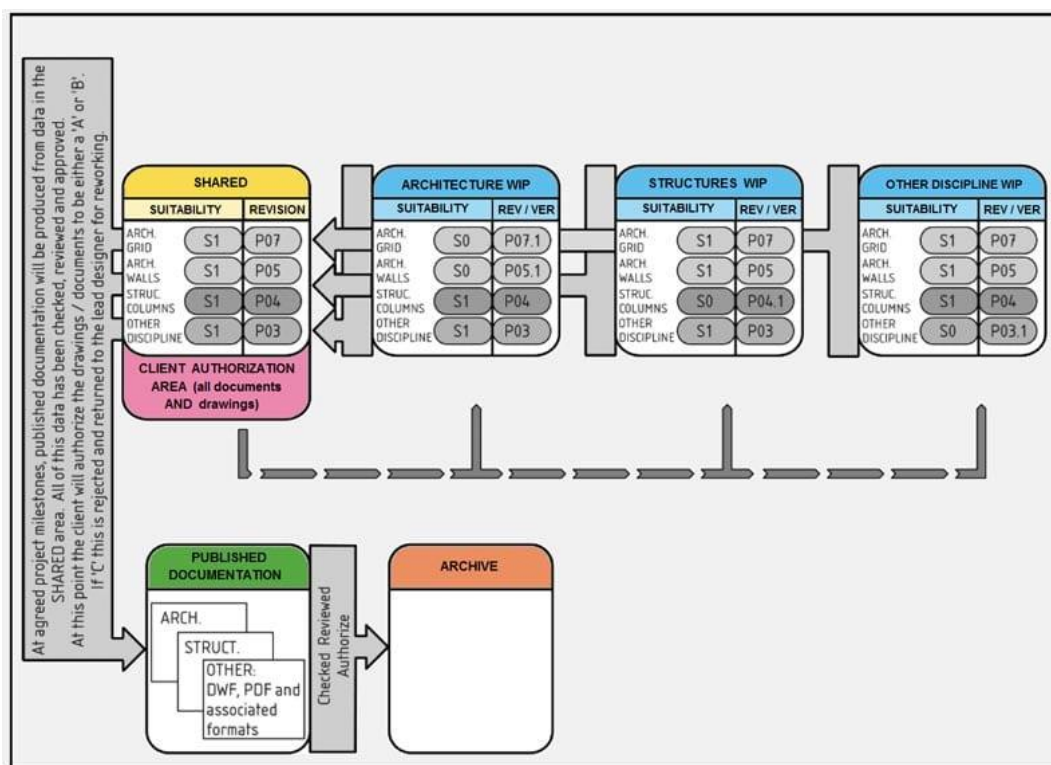 At agreed project milestones, published documentation will be produced from data in the
SHARED area. All of this data has been checked, reviewed and approved.
At this point the client will authorize the drawings / documents to be either a 'A' or 'B'.
If 'C' this is rejected and returned to the lead designer for reworking.
SHARED
SUITABILITY REVISION
ARCH. GRID S1 P07
ARCH. WALLS S1 P05
STRUC. COLUMNS S1 P04
OTHER DISCIPLINE S1 P03
CLIENT AUTHORIZATION
AREA (all documents
AND drawings)
ARCHITECTURE WIP
SUITABILITY REV / VER
ARCH. GRID S0 P07.1
ARCH. WALLS S0 P05.1
STRUC. COLUMNS S1 P04
OTHER DISCIPLINE S1 P03
STRUCTURES WIP
SUITABILITY REV / VER
ARCH. GRID S1 P07
ARCH. WALLS S1 P05
STRUC. COLUMNS S0 P04.1
OTHER DISCIPLINE S1 P03
OTHER DISCIPLINE WIP
SUITABILITY REV / VER
ARCH. GRID S1 P07
ARCH. WALLS S1 P05
STRUC. COLUMNS S1 P04
OTHER DISCIPLINE S0 P03.1
PUBLISHED
DOCUMENTATION
ARCH.
STRUCT.
OTHER:
DWF, PDF and
associated
formats
Checked Reviewed
Authorize
ARCHIVE